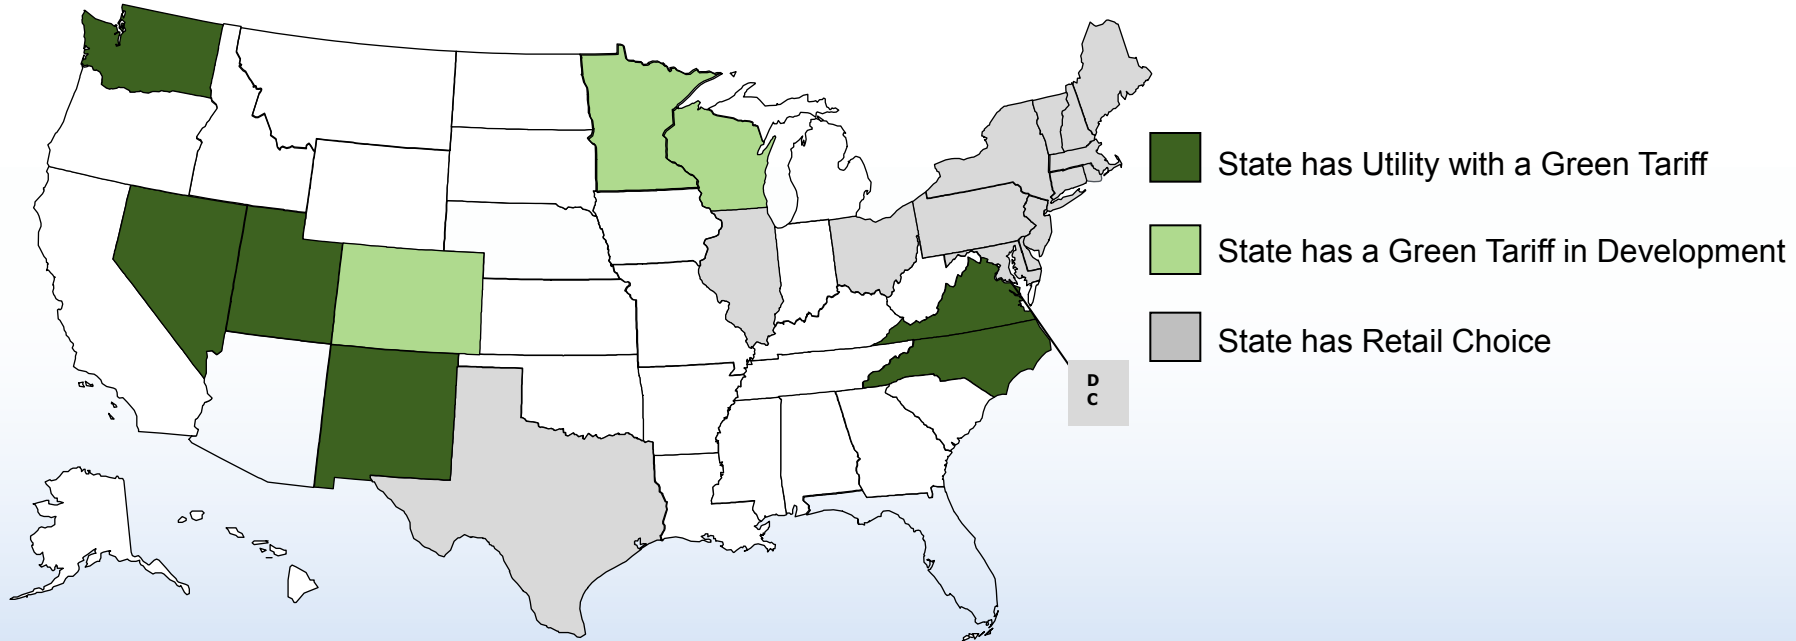 State has Utility with a Green Tariff
State has a Green Tariff in Development
State has Retail Choice
D
C